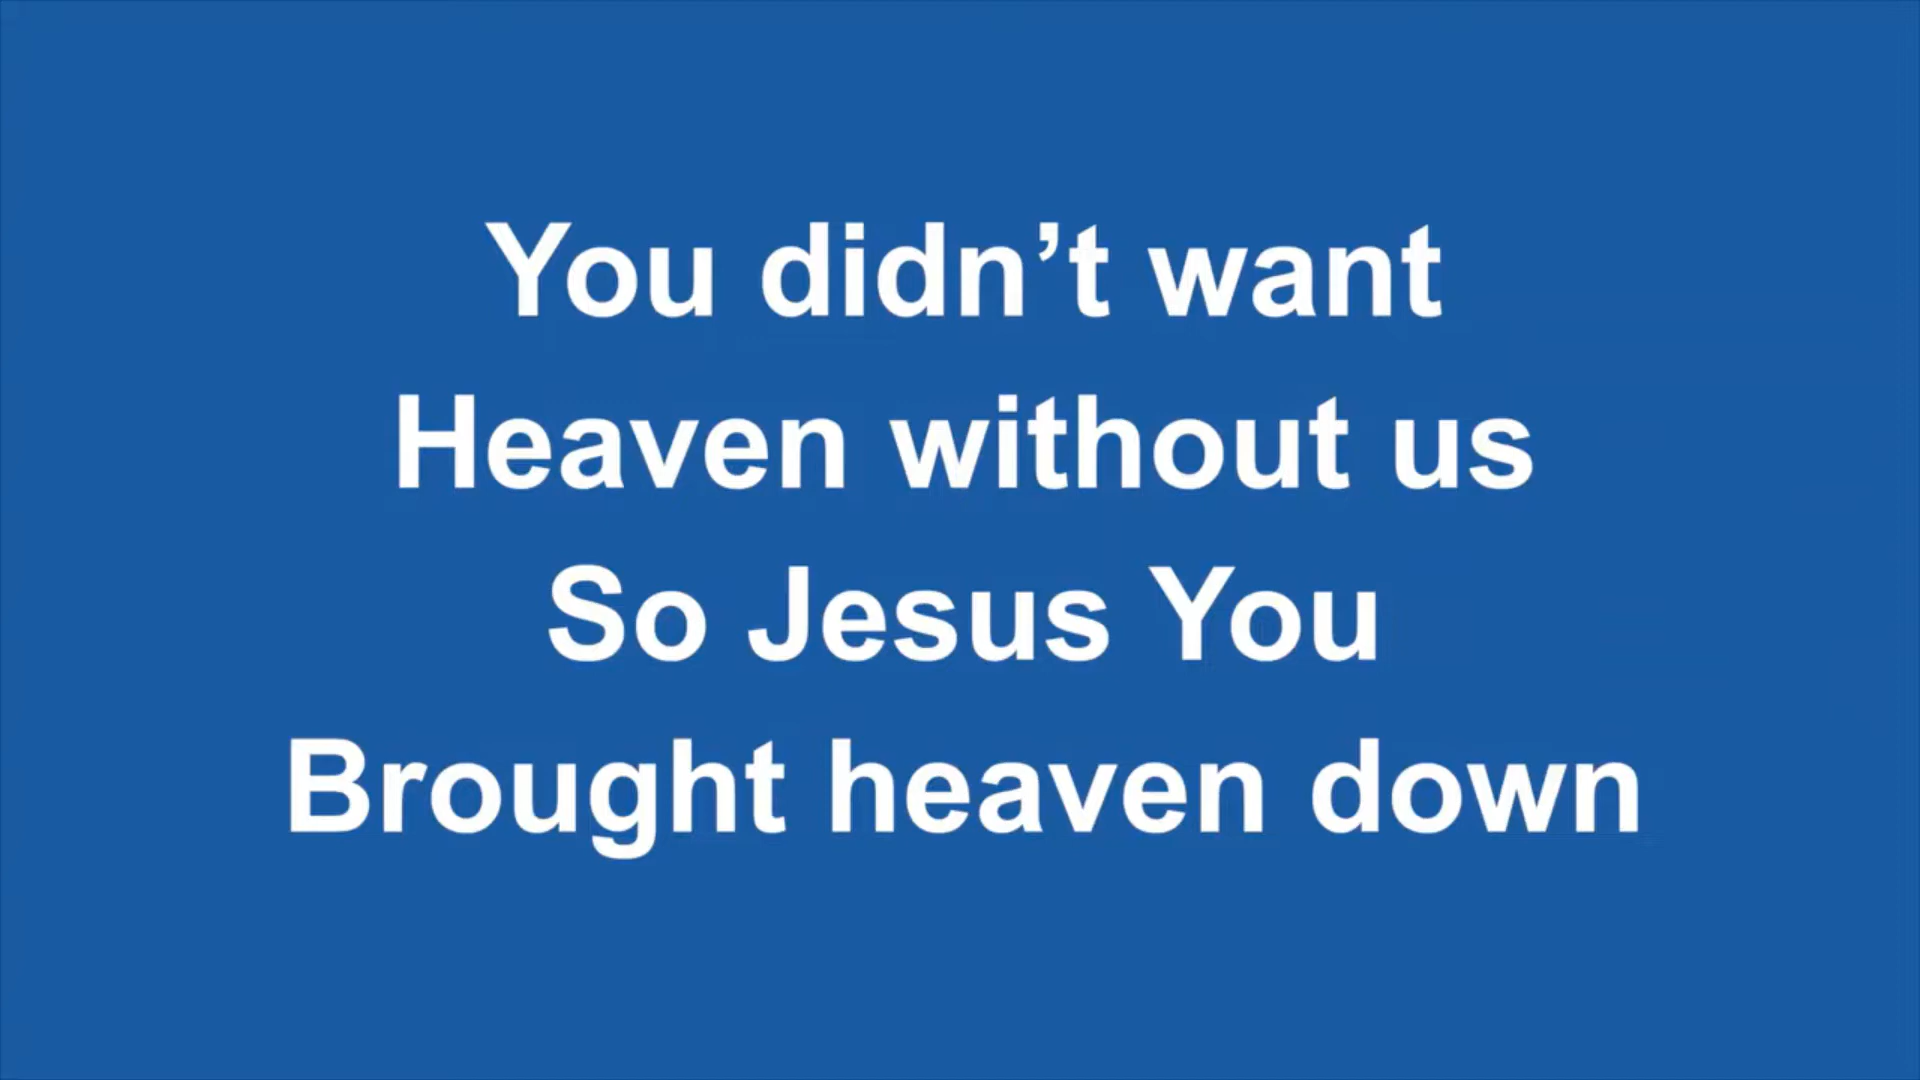 You didn’t want
Heaven without us
So Jesus You
Brought heaven down